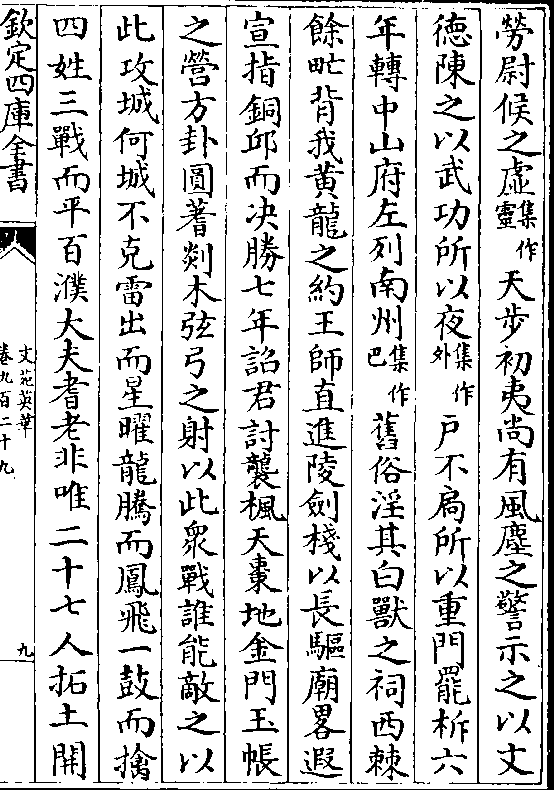 勞尉候之虛集作靈天步初夷尚有風塵之警示之以文
徳陳之以武功所以夜集作外戸不扃所以重門罷柝六
年轉中山府左列南州集作巴舊俗淫其白獸之祠西棘
餘甿背我黄龍之約王師直進陵劍棧以長驅廟畧遐
宣指銅邱而决勝七年詔君討襲楓天棗地金門玉帳
之營方卦圓蓍剡木弦弓之射以此衆戰誰能敵之以
此攻城何城不克雷出而星曜龍騰而鳳飛一鼓而擒
四姓三戰而平百濮大夫耆老非唯二十七人拓土開
欽定四庫全書
文苑英華
卷九百二十九
九